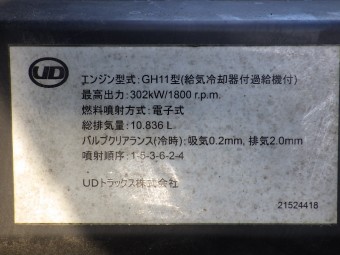 UD
エンジン型式：GH11型(給気冷却器付過給機付)
最高出力：302kW/1800 r.p.m.
燃料噴射方式：電子式
総排気量：10.836 L
バルブクリアランス(冷時)：吸気0.2mm, 排気2.0mm
噴射順序：1-5-3-6-2-4
UDトラックス株式会社
21524418